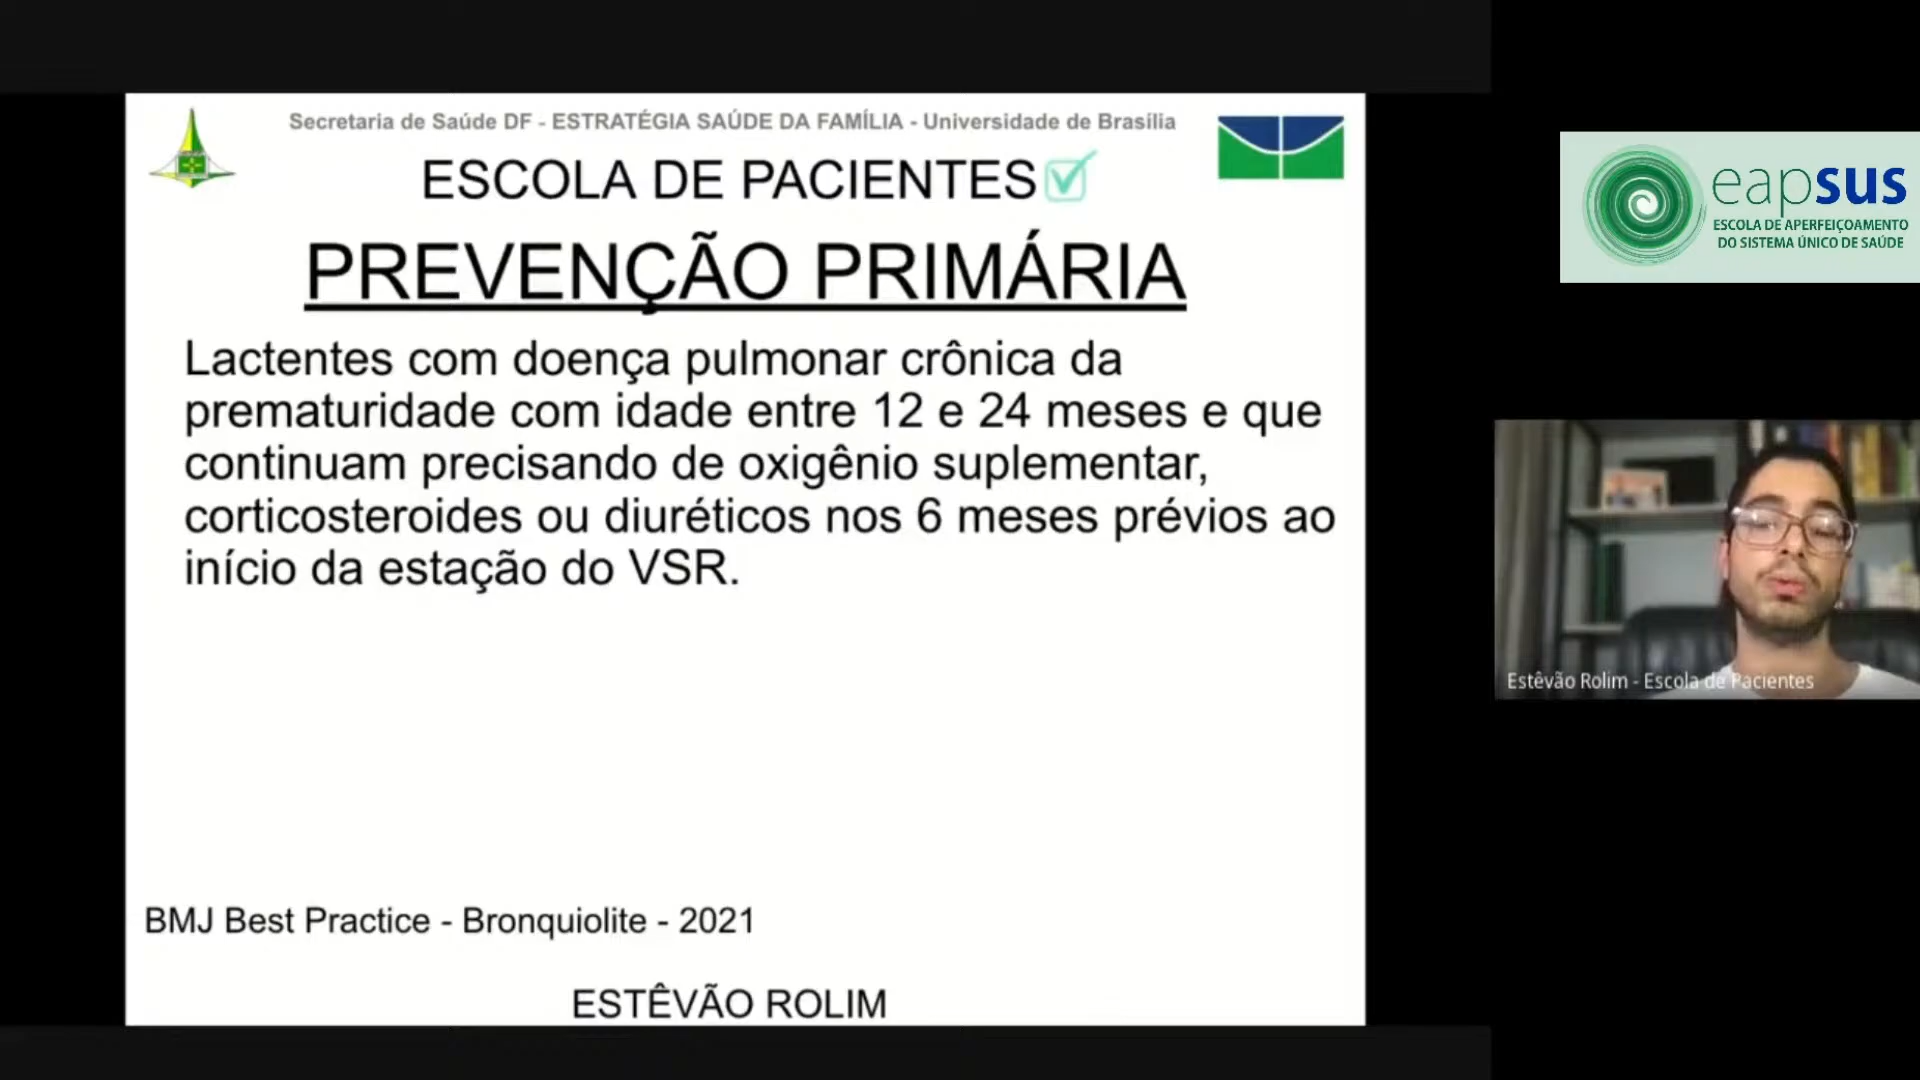 Secretaria de Saúde DF - ESTRATÉGIA SAÚDE DA FAMÍLIA - Universidade de Brasília
ESCOLA DE PACIENTES
PREVENÇÃO PRIMÁRIA
Lactentes com doença pulmonar crônica da
prematuridade com idade entre 12 e 24 meses e que
continuam precisando de oxigênio suplementar,
corticosteroides ou diuréticos nos 6 meses prévios ao
início da estação do VSR.
BMJ Best Practice - Bronquiolite - 2021
ESTÊVÃO ROLIM
eapsus
ESCOLA DE APERFEIÇOAMENTO
DO SISTEMA ÚNICO DE SAÚDE
Estêvão Rolim - Escola de Pacientes